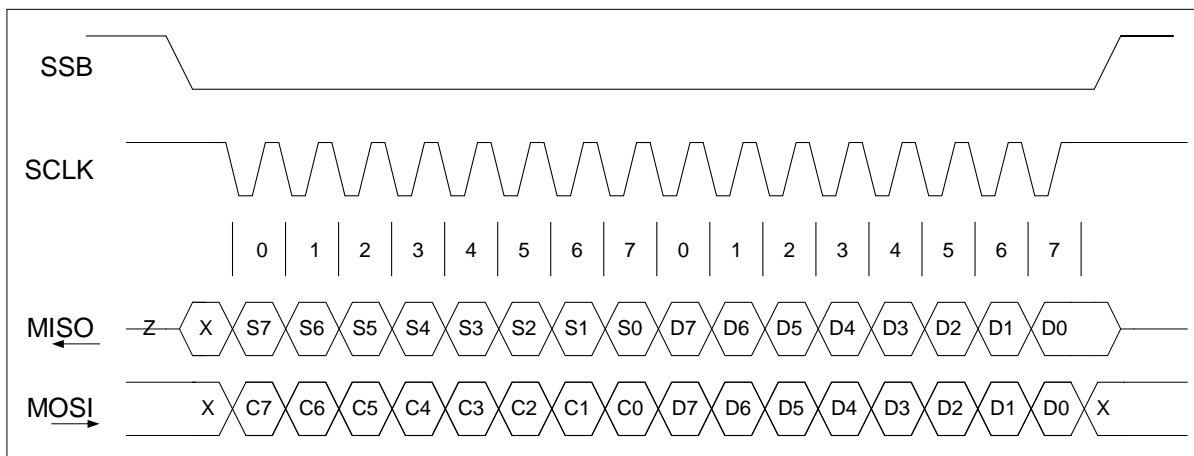 SSB
SCLK
0 1 2 3 4 5 6 7 0 1 2 3 4 5 6 7
MISO Z X S7 S6 S5 S4 S3 S2 S1 S0 D7 D6 D5 D4 D3 D2 D1 D0
MOSI X C7 C6 C5 C4 C3 C2 C1 C0 D7 D6 D5 D4 D3 D2 D1 D0 X